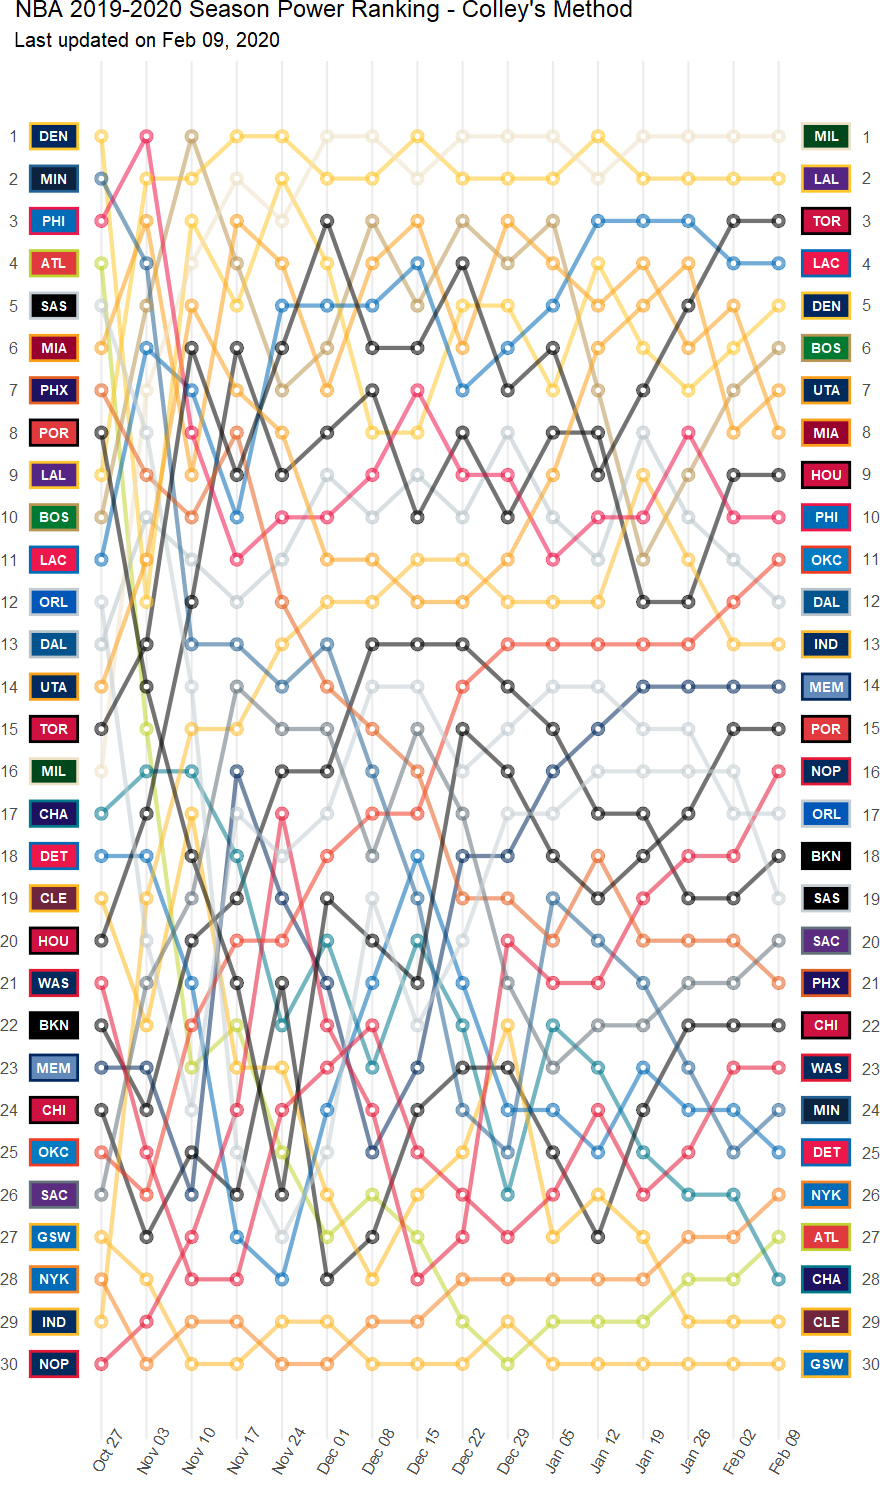 NBA 2019-2020 Season Power Ranking - Colley's Method
Last updated on Feb 09, 2020
1 DEN MIL 1
2 MIN LAL 2
3 PHI TOR 3
4 ATL LAC 4
5 SAS DEN 5
6 MIA BOS 6
7 PHX UTA 7
8 POR MIA 8
9 LAL HOU 9
10 BOS PHI 10
11 LAC OKC 11
12 ORL DAL 12
13 DAL IND 13
14 UTA MEM 14
15 TOR POR 15
16 MIL NOP 16
17 CHA ORL 17
18 DET BKN 18
19 CLE SAS 19
20 HOU SAC 20
21 WAS PHX 21
22 BKN CHI 22
23 MEM WAS 23
24 CHI MIN 24
25 OKC DET 25
26 SAC NYK 26
27 GSW ATL 27
28 NYK CHA 28
29 IND CLE 29
30 NOP GSW 30
Oct 27 Nov 03 Nov 10 Nov 17 Nov 24 Dec 01 Dec 08 Dec 15 Dec 22 Dec 29 Jan 05 Jan 12 Jan 19 Jan 26 Feb 02 Feb 09